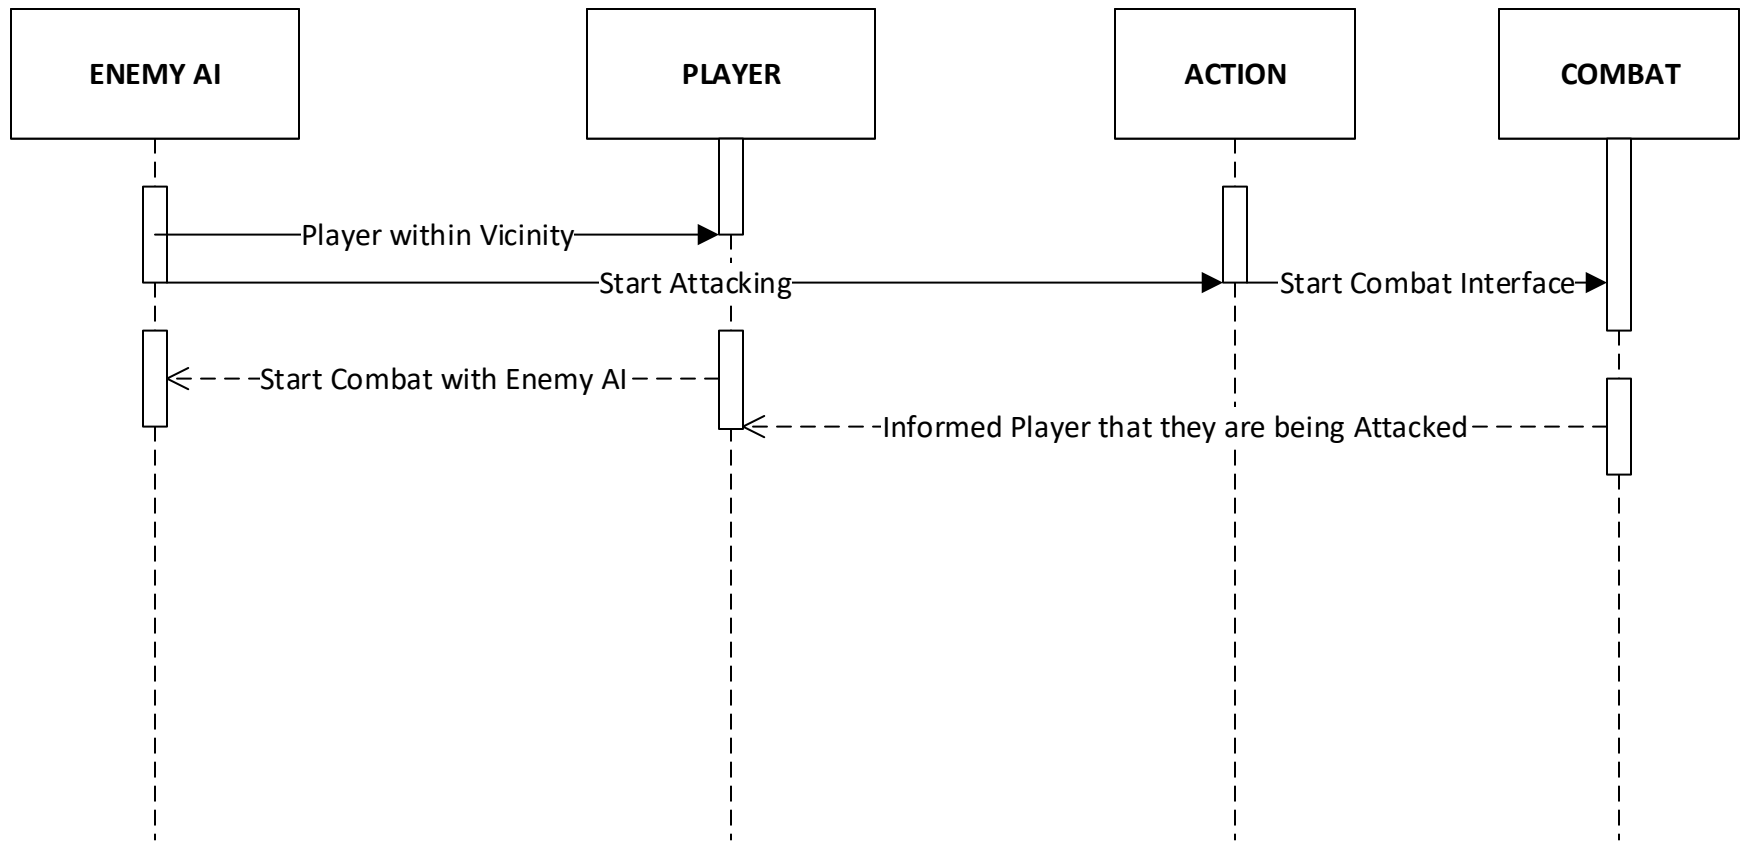 ENEMY AI
PLAYER
ACTION
COMBAT
Player within Vicinity
Start Attacking
Start Combat Interface
Start Combat with Enemy AI
Informed Player that they are being Attacked